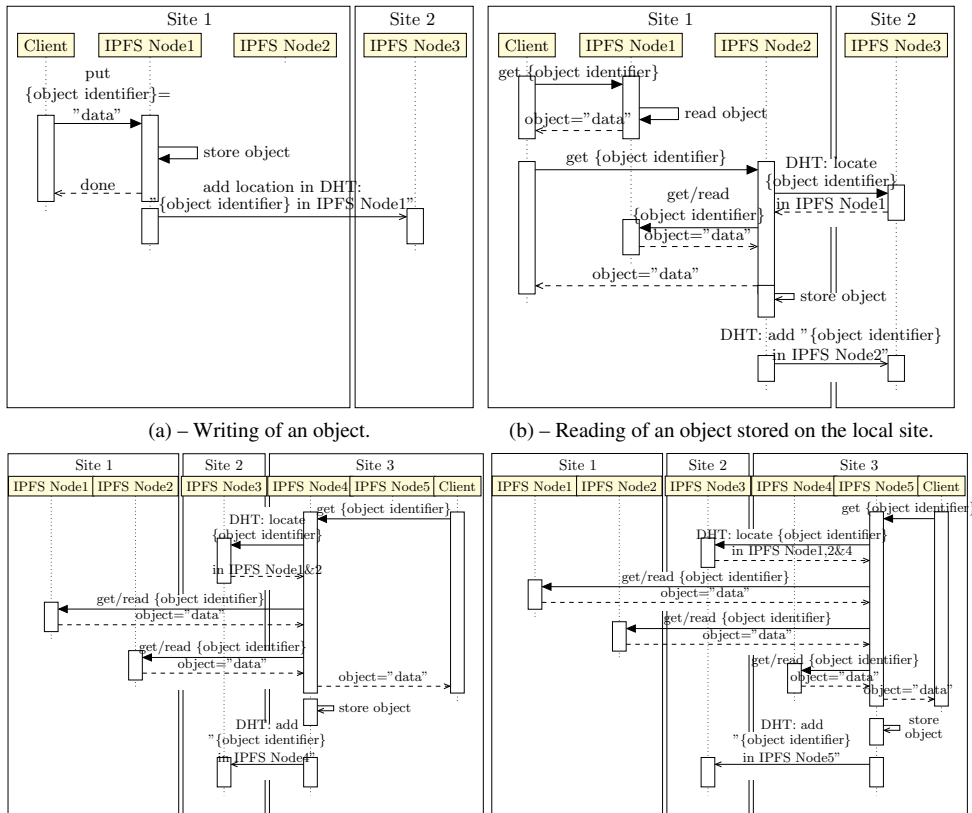 Site 1
Site 2
Client
IPFS Node1
IPFS Node2
IPFS Node3
put
{object identifier}=
"data"
store object
done
add location in DHT:
"{object identifier} in IPFS Node1"
(a) – Writing of an object.
Site 1
Site 2
Client
IPFS Node1
IPFS Node2
IPFS Node3
get {object identifier}
read object
object="data"
get {object identifier}
DHT: locate
{object identifier}
in IPFS Node1
get/read
{object identifier}
object="data"
object="data"
store object
DHT: add "{object identifier}
in IPFS Node2"
(b) – Reading of an object stored on the local site.
Site 1
Site 2
Site 3
IPFS Node1
IPFS Node2
IPFS Node3
IPFS Node4
IPFS Node5
Client
get {object identifier}
DHT: locate
{object identifier}
in IPFS Node1&2
get/read {object identifier}
object="data"
get/read {object identifier}
object="data"
object="data"
store object
DHT: add
"{object identifier}
in IPFS Node4"
Site 1
Site 2
Site 3
IPFS Node1
IPFS Node2
IPFS Node3
IPFS Node4
IPFS Node5
Client
get {object identifier}
DHT: locate {object identifier}
in IPFS Node1,2&4
get/read {object identifier}
object="data"
get/read {object identifier}
object="data"
get/read {object identifier}
object="data"
object="data"
store
object
DHT: add
"{object identifier}
in IPFS Node5"